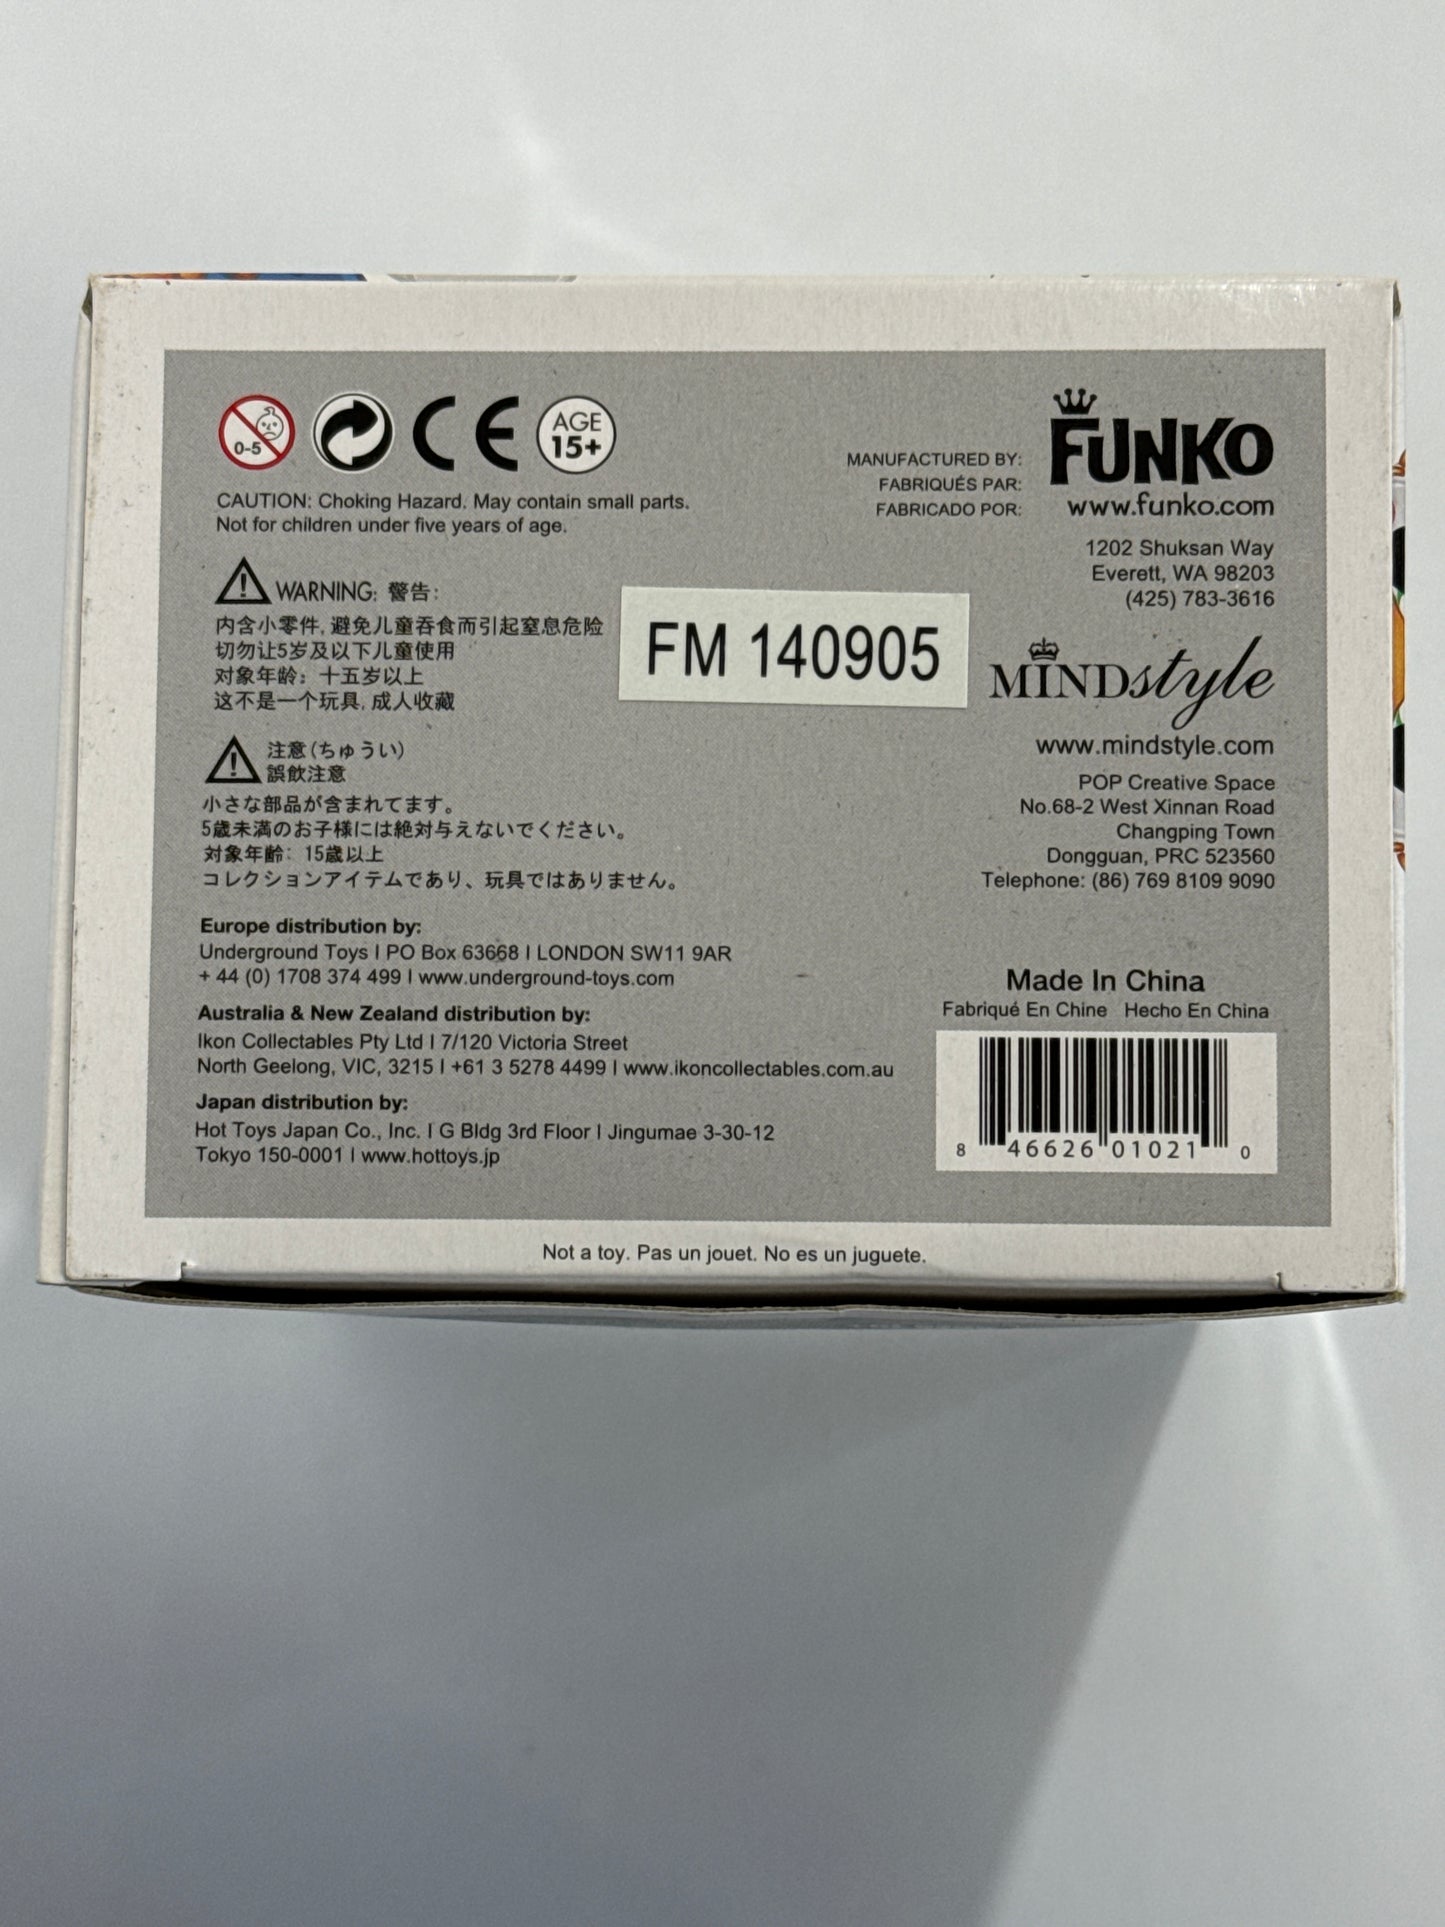 0-5
CE
AGE
15+
CAUTION: Choking Hazard. May contain small parts.
Not for children under five years of age.
WARNING: 警告:
内含小零件, 避免儿童吞食而引起窒息危险
切勿让5岁及以下儿童使用
对象年龄：十五岁以上
这不是一个玩具, 成人收藏
注意(ちゅうい)
誤飲注意
小さな部品が含まれてます。
5歳未満のお子様には絶対与えないでください。
対象年齢: 15歳以上
コレクションアイテムであり、玩具ではありません。
Europe distribution by:
Underground Toys I PO Box 63668 I LONDON SW11 9AR
+ 44 (0) 1708 374 499 I www.underground-toys.com
Australia & New Zealand distribution by:
Ikon Collectables Pty Ltd I 7/120 Victoria Street
North Geelong, VIC, 3215 I +61 3 5278 4499 I www.ikoncollectables.com.au
Japan distribution by:
Hot Toys Japan Co., Inc. I G Bldg 3rd Floor I Jingumae 3-30-12
Tokyo 150-0001 I www.hottoys.jp
FM 140905
MANUFACTURED BY:
FABRIQUÉS PAR:
FABRICADO POR:
FUNKO
www.funko.com
1202 Shuksan Way
Everett, WA 98203
(425) 783-3616
MINDstyle
www.mindstyle.com
POP Creative Space
No.68-2 West Xinnan Road
Changping Town
Dongguan, PRC 523560
Telephone: (86) 769 8109 9090
Made In China
Fabriqué En Chine Hecho En China
8 46626 01021 0
Not a toy. Pas un jouet. No es un juguete.